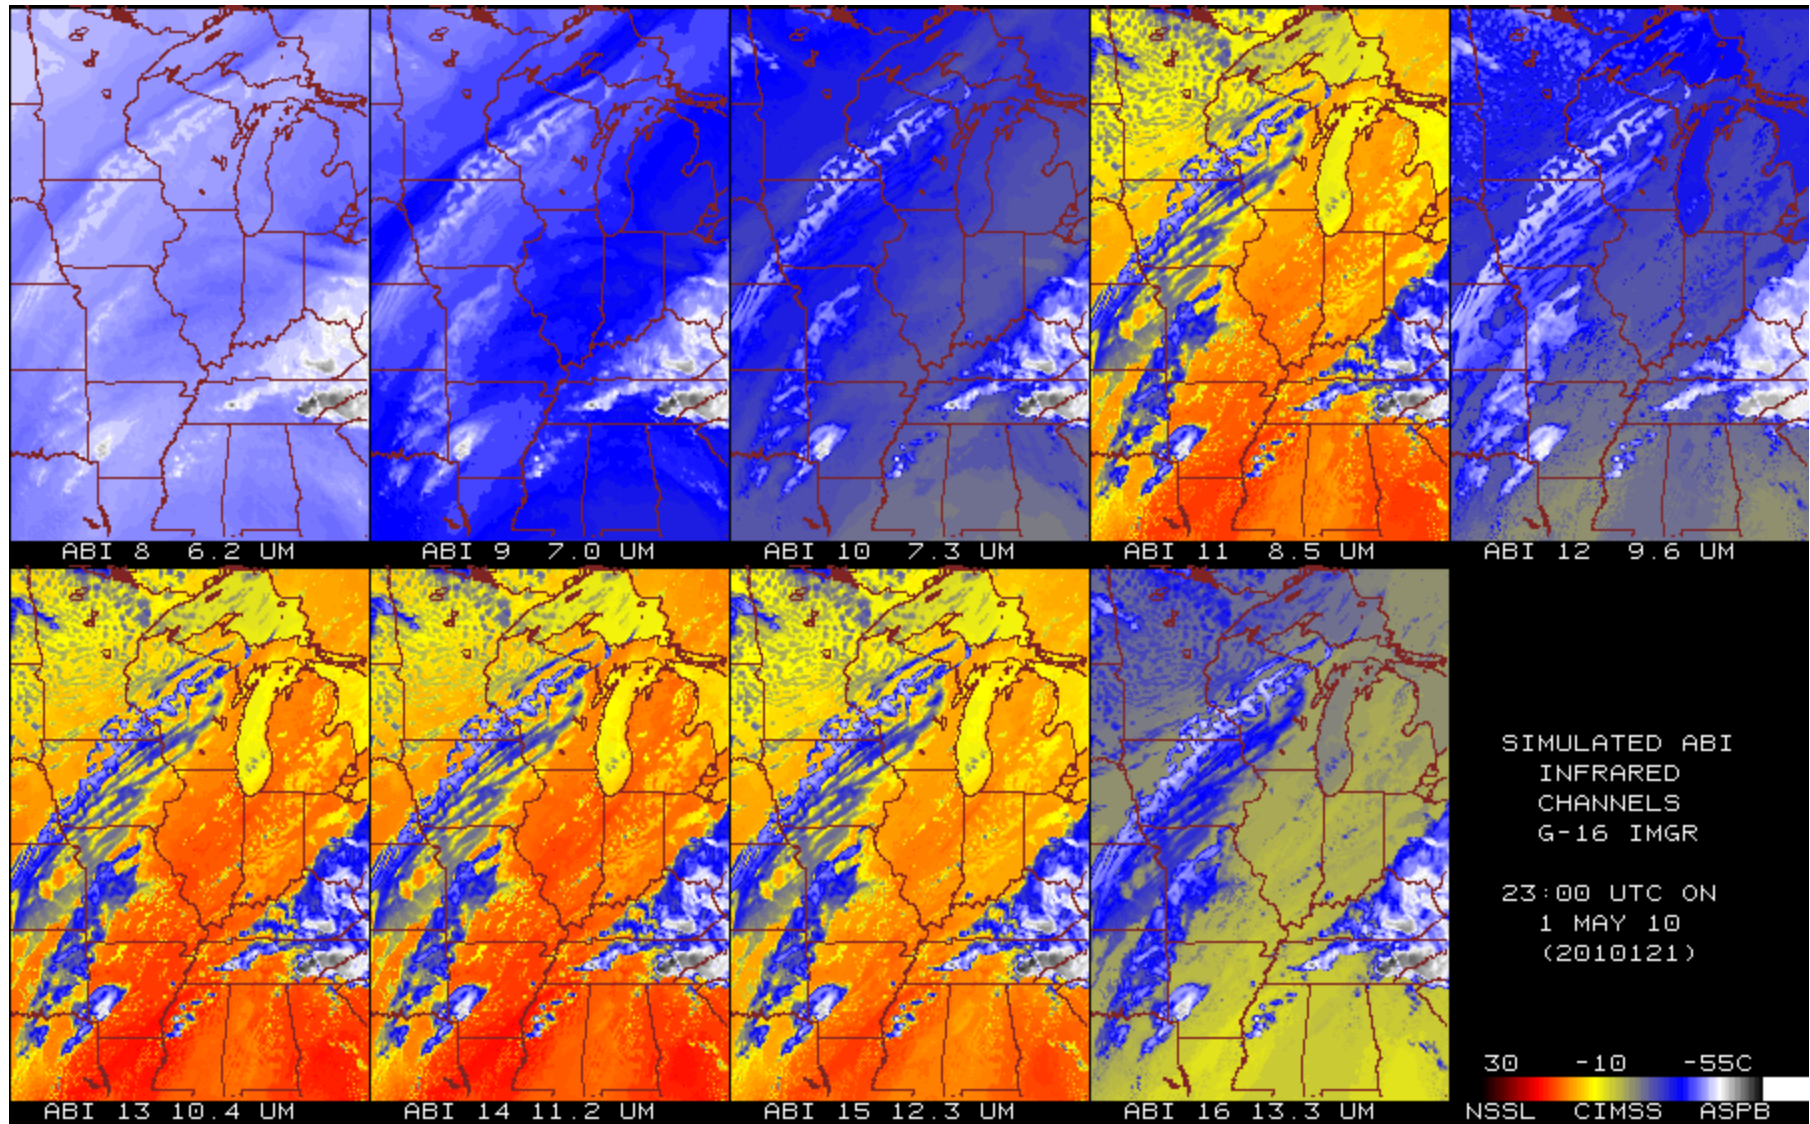 ABI 8 6.2 UM
ABI 9 7.0 UM
ABI 10 7.3 UM
ABI 11 8.5 UM
ABI 12 9.6 UM
SIMULATED ABI
INFRARED
CHANNELS
G-16 IMGR
23:00 UTC ON
1 MAY 10
(2010121)
30 -10 -55C
NSSL CIMSS ASPB
ABI 13 10.4 UM
ABI 14 11.2 UM
ABI 15 12.3 UM
ABI 16 13.3 UM